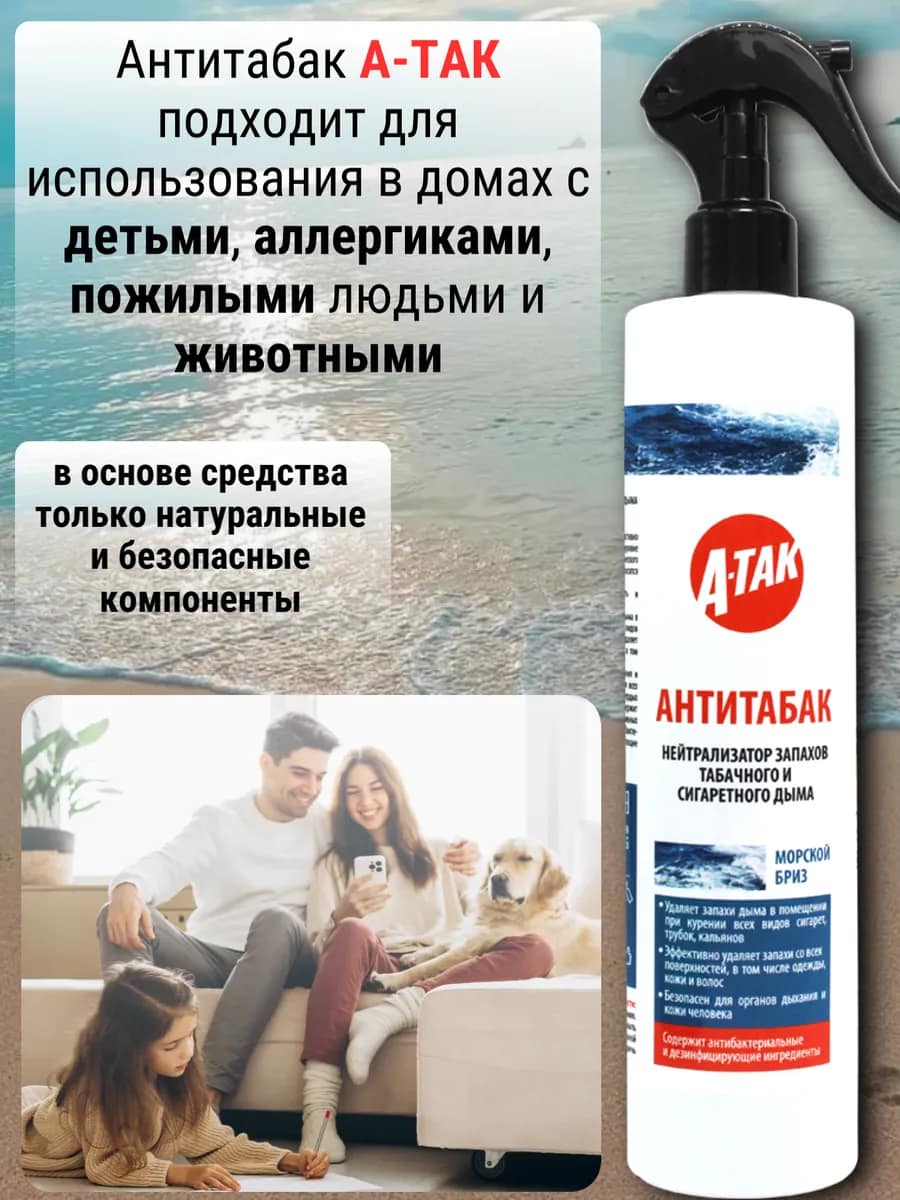 Антитабак А-ТАК
подходит для
использования в домах с
детьми, аллергиками,
пожилыми людьми и
животными
в основе средства
только натуральные
и безопасные
компоненты
А-ТАК
АНТИТАБАК
НЕЙТРАЛИЗАТОР ЗАПАХОВ
ТАБАЧНОГО И
СИГАРЕТНОГО ДЫМА
МОРСКОЙ
БРИЗ
• Удаляет запахи дыма в помещении
при курении всех видов сигарет,
трубок, кальянов
• Эффективно удаляет запахи со всех
поверхностей, в том числе одежды,
кожи и волос
• Безопасен для органов дыхания и
кожи человека
Содержит антибактериальные
и дезинфицирующие ингредиенты